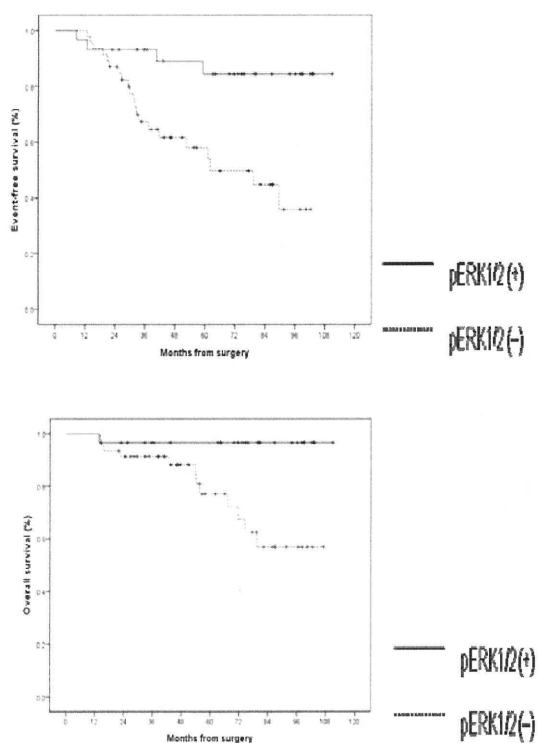 Event-free survival (%)
1.0
0.8
0.6
0.4
0.2
0.0
0 12 24 36 48 60 72 84 96 108 120
Months from surgery
pERK1/2(+)
pERK1/2(−)
Overall survival (%)
1.0
0.8
0.6
0.4
0.2
0.0
0 12 24 36 48 60 72 84 96 108 120
Months from surgery
pERK1/2(+)
pERK1/2(−)